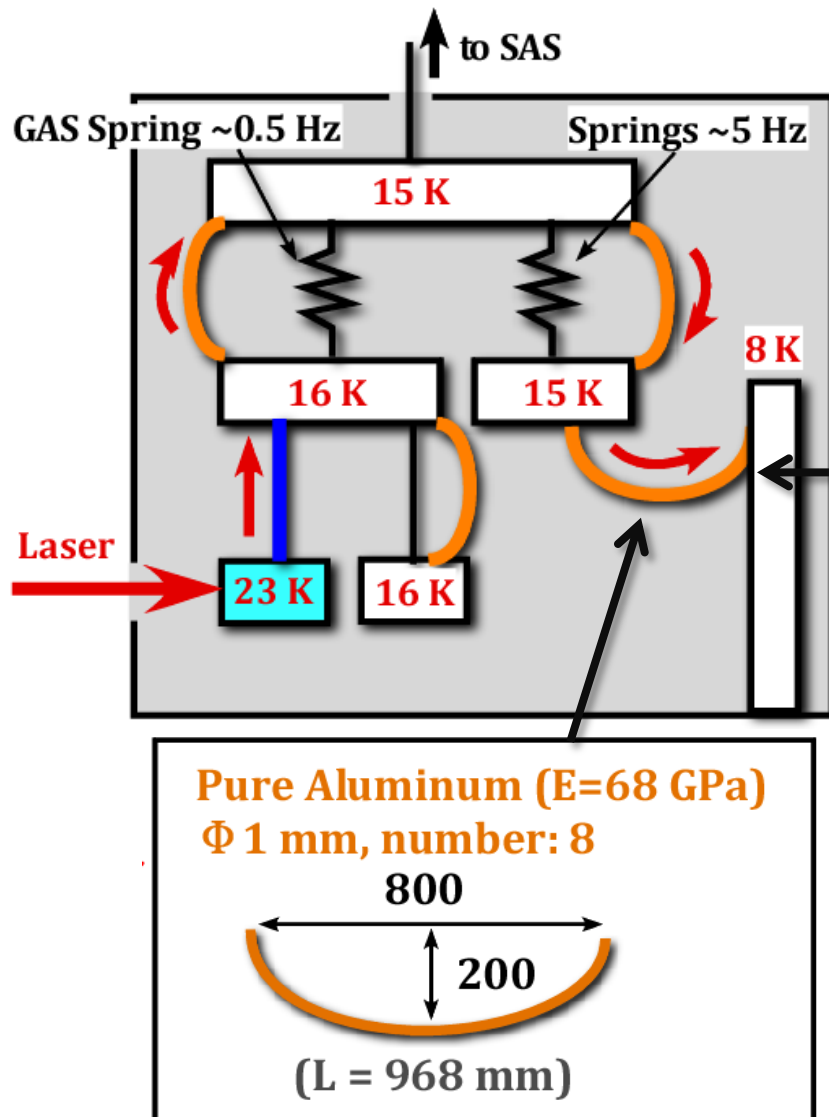 to SAS
GAS Spring ~0.5 Hz
Springs ~5 Hz
15 K
8 K
16 K
15 K
Laser
23 K
16 K
Pure Aluminum (E=68 GPa)
Φ 1 mm, number: 8
800
200
(L = 968 mm)